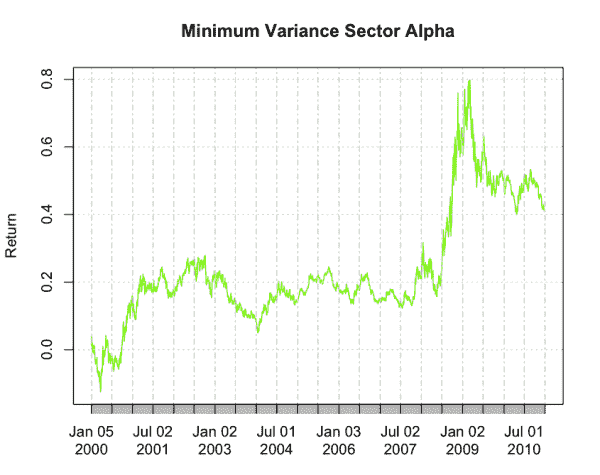 Minimum Variance Sector Alpha
Return
0.8
0.6
0.4
0.2
0.0
Jan 05 Jul 02 Jan 02 Jul 01 Jan 03 Jul 02 Jan 02 Jul 01
2000 2001 2003 2004 2006 2007 2009 2010